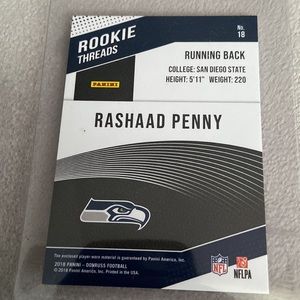 No.
18
ROOKIE
THREADS
PANINI
RUNNING BACK
COLLEGE: SAN DIEGO STATE
HEIGHT: 5'11" WEIGHT: 220
RASHAAD PENNY
NFL
NFLPA
The enclosed player-worn material is guaranteed by Panini America, Inc.
2018 PANINI – DONRUSS FOOTBALL
© 2018 Panini America, Inc. Printed in the USA.